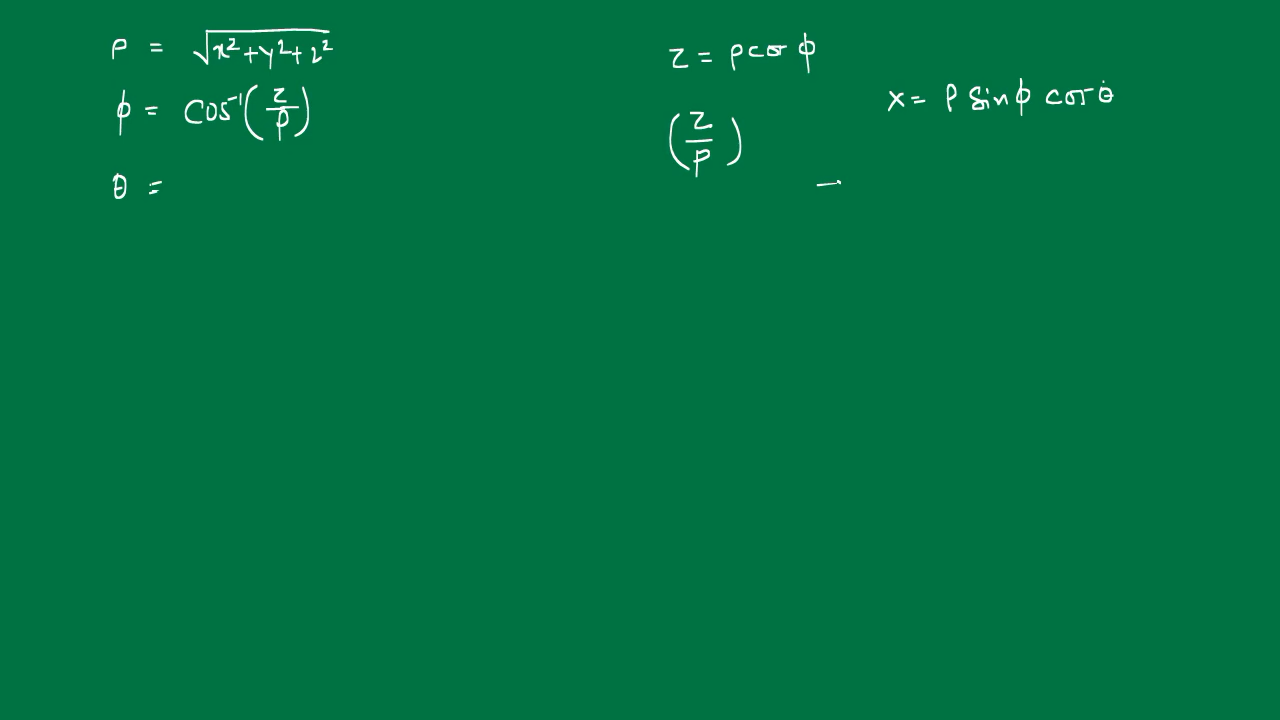 ρ = √(x²+y²+z²)
φ = Cos⁻¹(z/ρ)
θ =
z = ρ cos φ
x = ρ sin φ cos θ
(z/ρ)